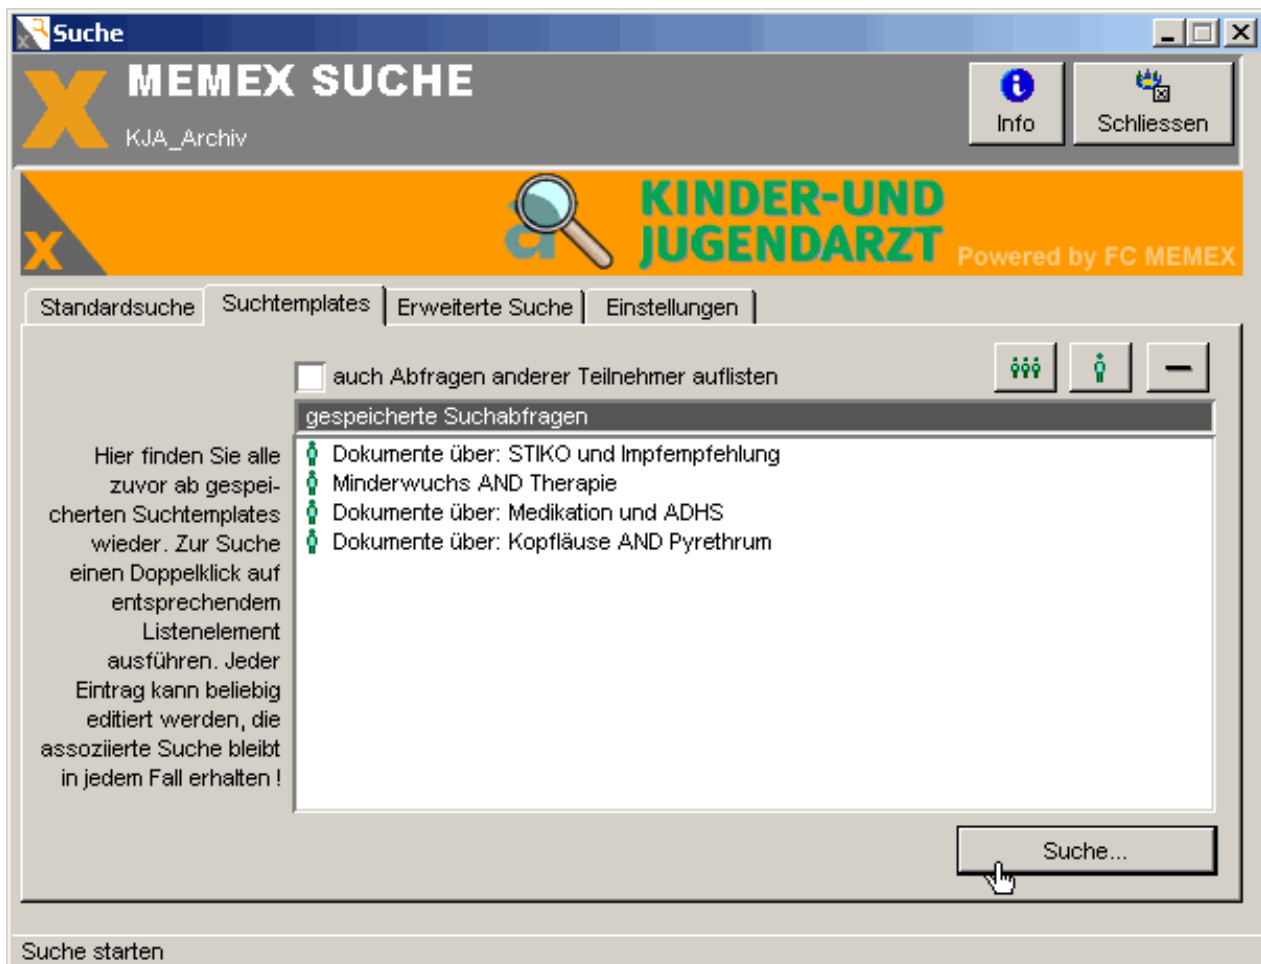 Suche
MEMEX SUCHE
KJA_Archiv
Info
Schliessen
KINDER-UND
JUGENDARZT
Powered by FC MEMEX
Standardsuche
Suchtemplates
Erweiterte Suche
Einstellungen
auch Abfragen anderer Teilnehmer auflisten
gespeicherte Suchabfragen
Hier finden Sie alle
zuvor ab gespei-
cherten Suchtemplates
wieder. Zur Suche
einen Doppelklick auf
entsprechendem
Listenelement
ausführen. Jeder
Eintrag kann beliebig
editiert werden, die
assoziierte Suche bleibt
in jedem Fall erhalten !
Dokumente über: STIKO und Impfempfehlung
Minderwuchs AND Therapie
Dokumente über: Medikation und ADHS
Dokumente über: Kopfläuse AND Pyrethrum
Suche...
Suche starten